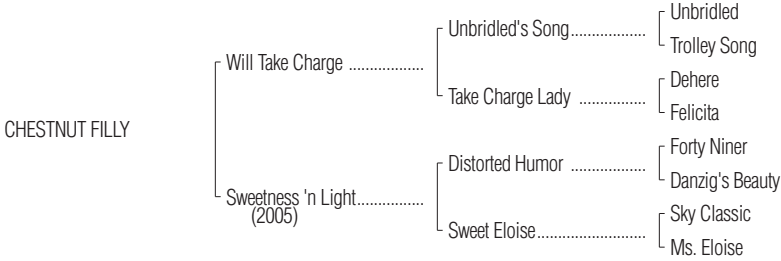 Unbridled
Unbridled's Song..................
Trolley Song
Will Take Charge ..................
Dehere
Take Charge Lady ................
Felicita
CHESTNUT FILLY
Forty Niner
Distorted Humor ..................
Danzig's Beauty
Sweetness 'n Light................
(2005)
Sky Classic
Sweet Eloise..........................
Ms. Eloise